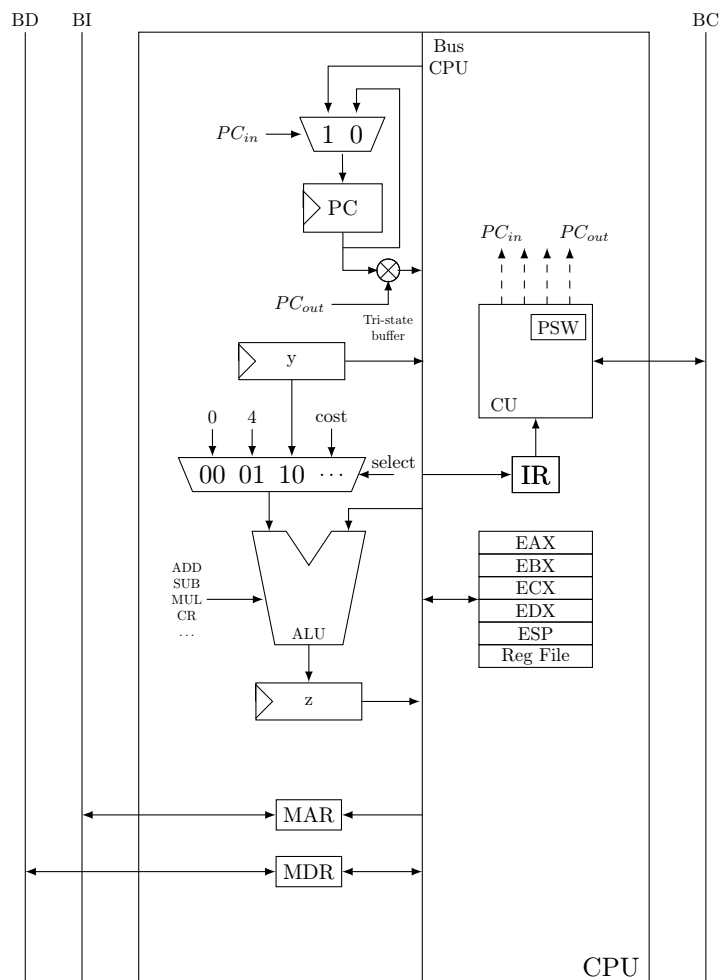 BD
BI
BC
Bus
CPU
PC_in
1 0
PC
PC_out
Tri-state
buffer
PC_in
PC_out
PSW
CU
y
0
4
cost
00 01 10 ...
select
IR
ADD
SUB
MUL
CR
...
ALU
EAX
EBX
ECX
EDX
ESP
Reg File
z
MAR
MDR
CPU